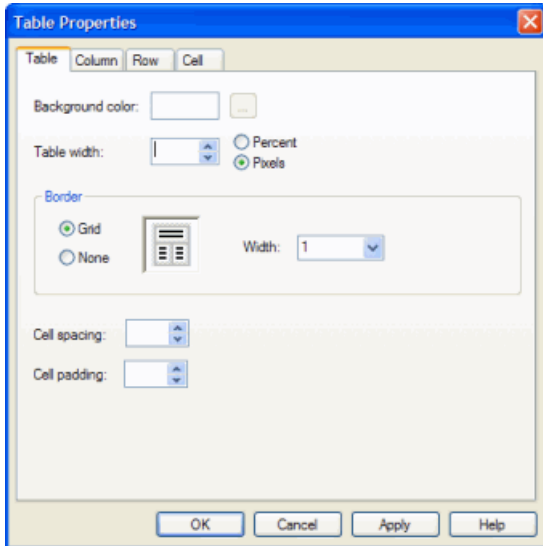 Table Properties
Table Column Row Cell
Background color: ...
Table width: Percent
Pixels
Border
Grid
None
Width: 1
Cell spacing:
Cell padding:
OK Cancel Apply Help